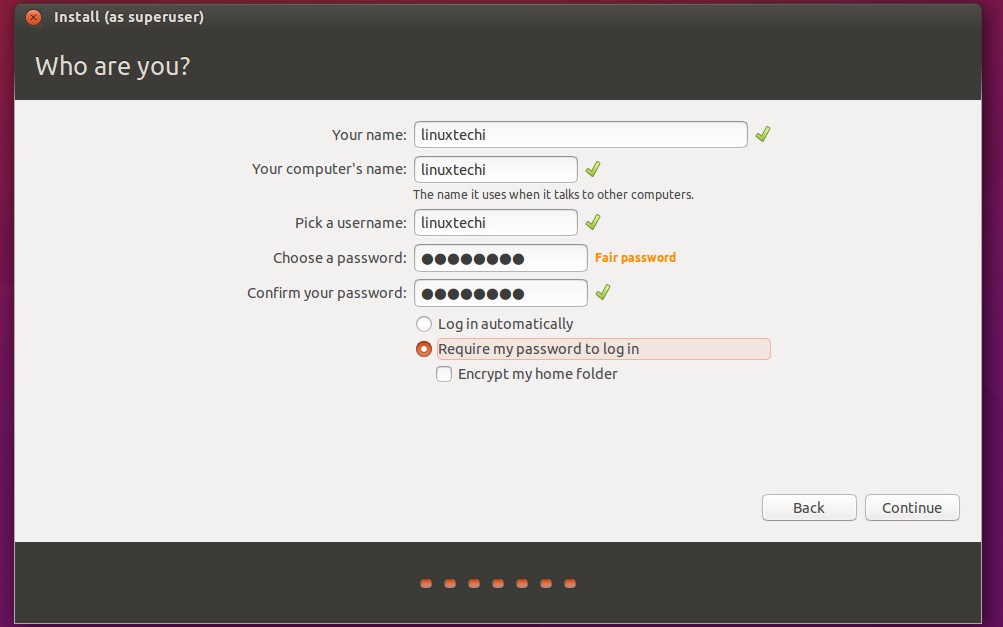 Install (as superuser)
Who are you?
Your name: linuxtechi
Your computer's name: linuxtechi
The name it uses when it talks to other computers.
Pick a username: linuxtechi
Choose a password: ●●●●●●●● Fair password
Confirm your password: ●●●●●●●●
Log in automatically
Require my password to log in
Encrypt my home folder
Back Continue